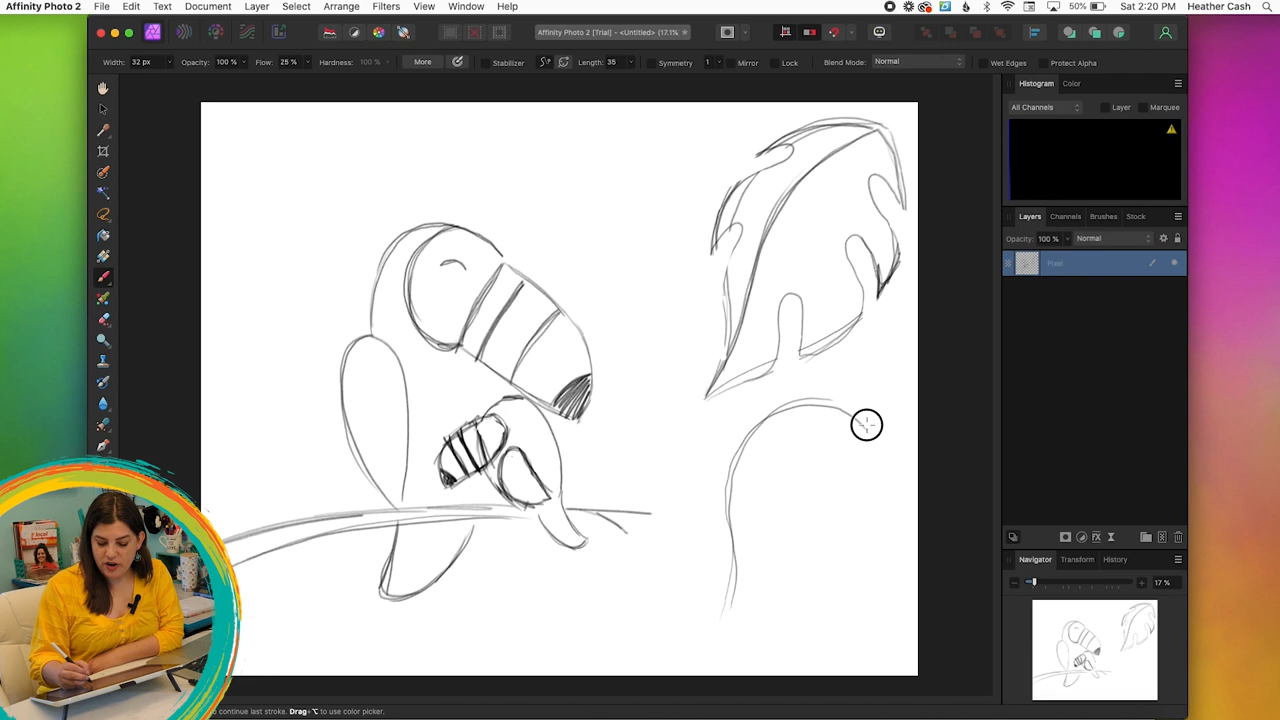 Photo 2 File Edit Text Document Layer Select Arrange Filters View Window Help 50% Sat 2:20 PM Heather Cash
Affinity Photo 2 [Trial] - <Untitled> (17.1%)
Width: 32 px Opacity: 100 % Flow: 25 % Hardness: 100 % More Stabilizer Length: 35 Symmetry 1 Mirror Lock Blend Mode: Normal Wet Edges Protect Alpha
Histogram Color
All Channels Layer Marquee
Layers Channels Brushes Stock
Opacity: 100 % Normal
Pixel
Navigator Transform History
17 %
to continue last stroke. Drag+⌥ to use color picker.